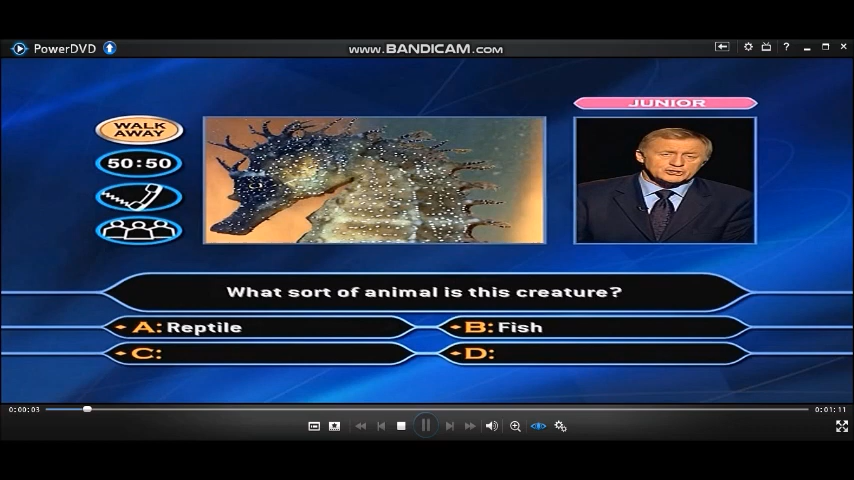 PowerDVD
www.BANDICAM.com
JUNIOR
WALK
AWAY
50:50
What sort of animal is this creature?
A: Reptile
B: Fish
C:
D:
0:00:03
0:01:11